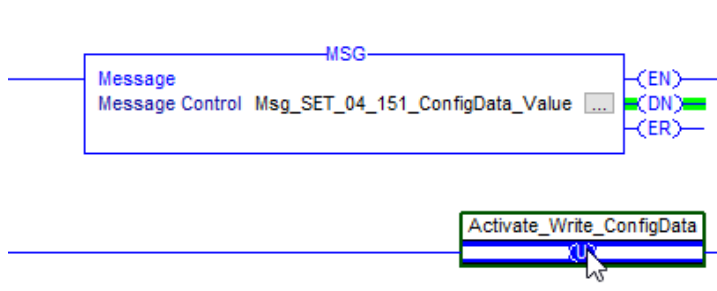 MSG
Message
Message Control Msg_SET_04_151_ConfigData_Value ...
(EN)
(DN)
(ER)
Activate_Write_ConfigData
(U)